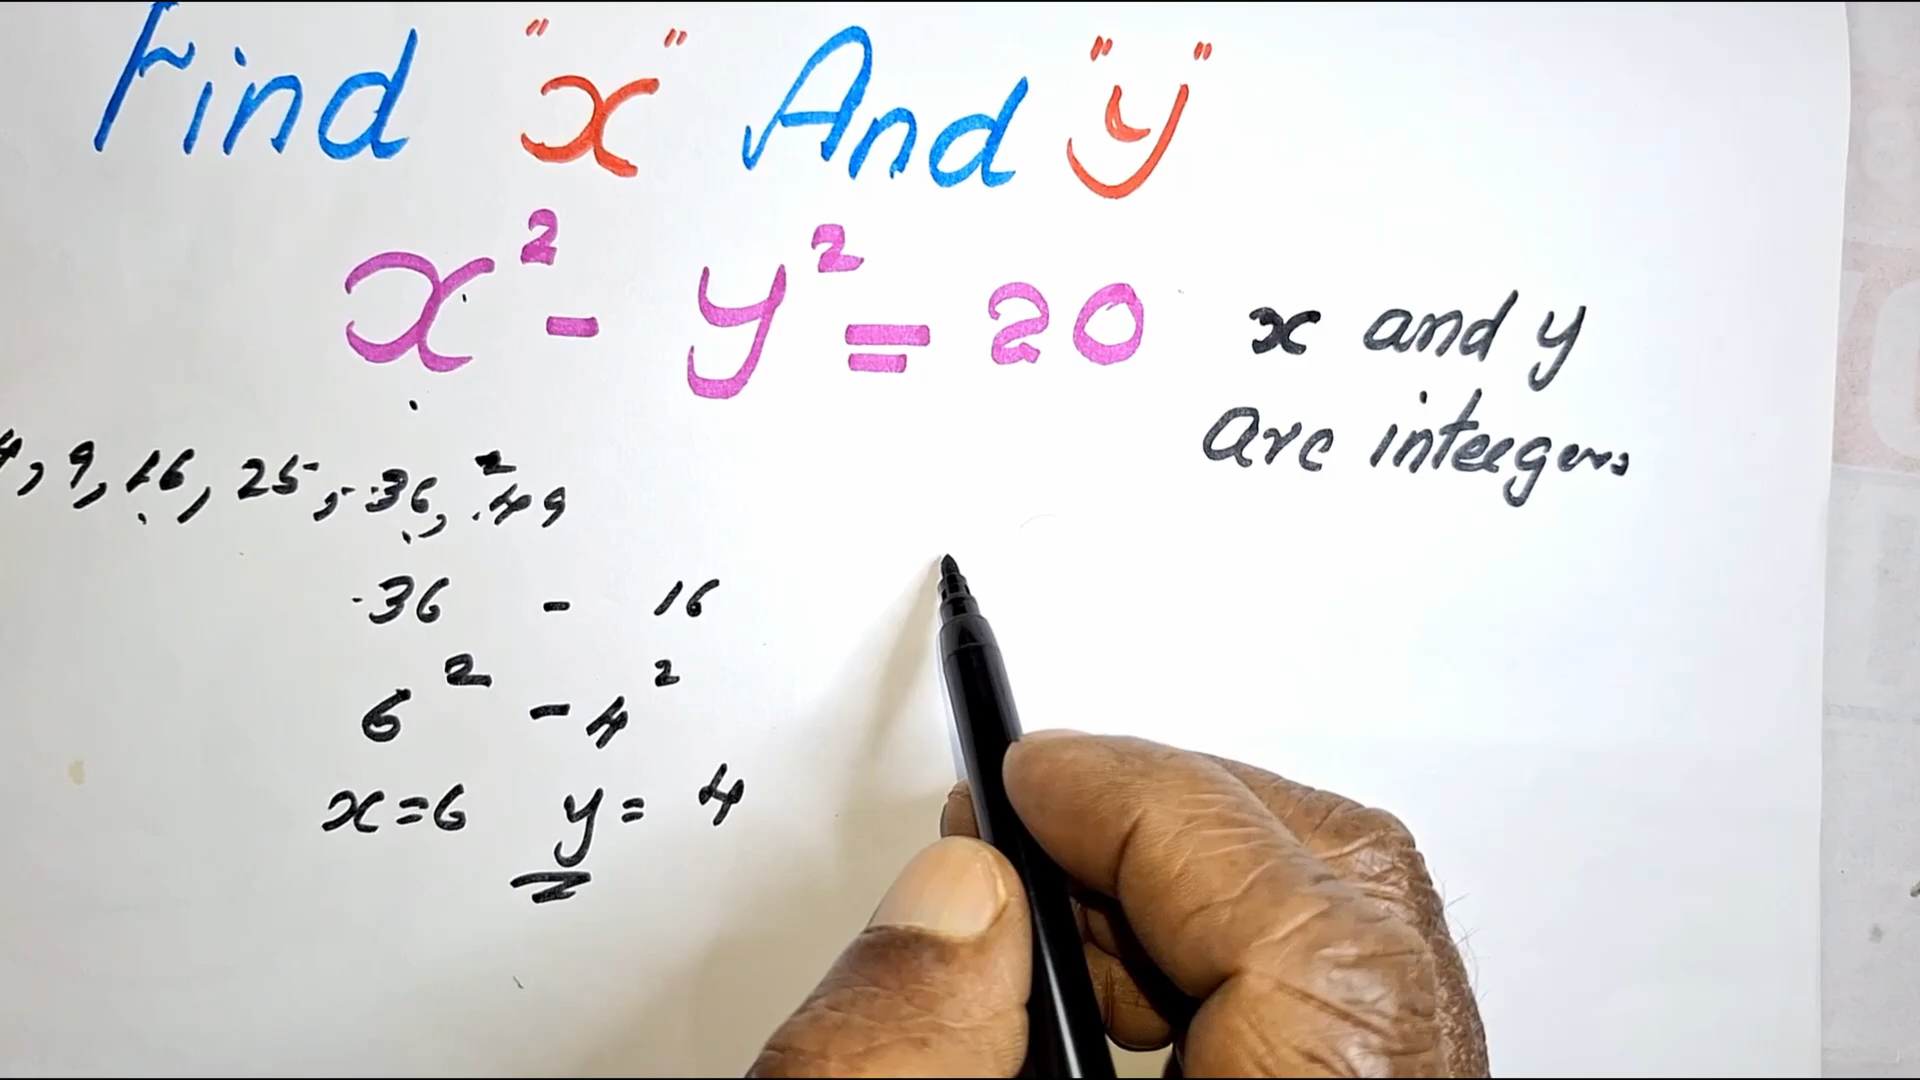 Find "x" And "y"
x² - y² = 20
x and y
are integers
4, 9, 16, 25, 36, 49
36 - 16
6² - 4²
x=6 y= 4